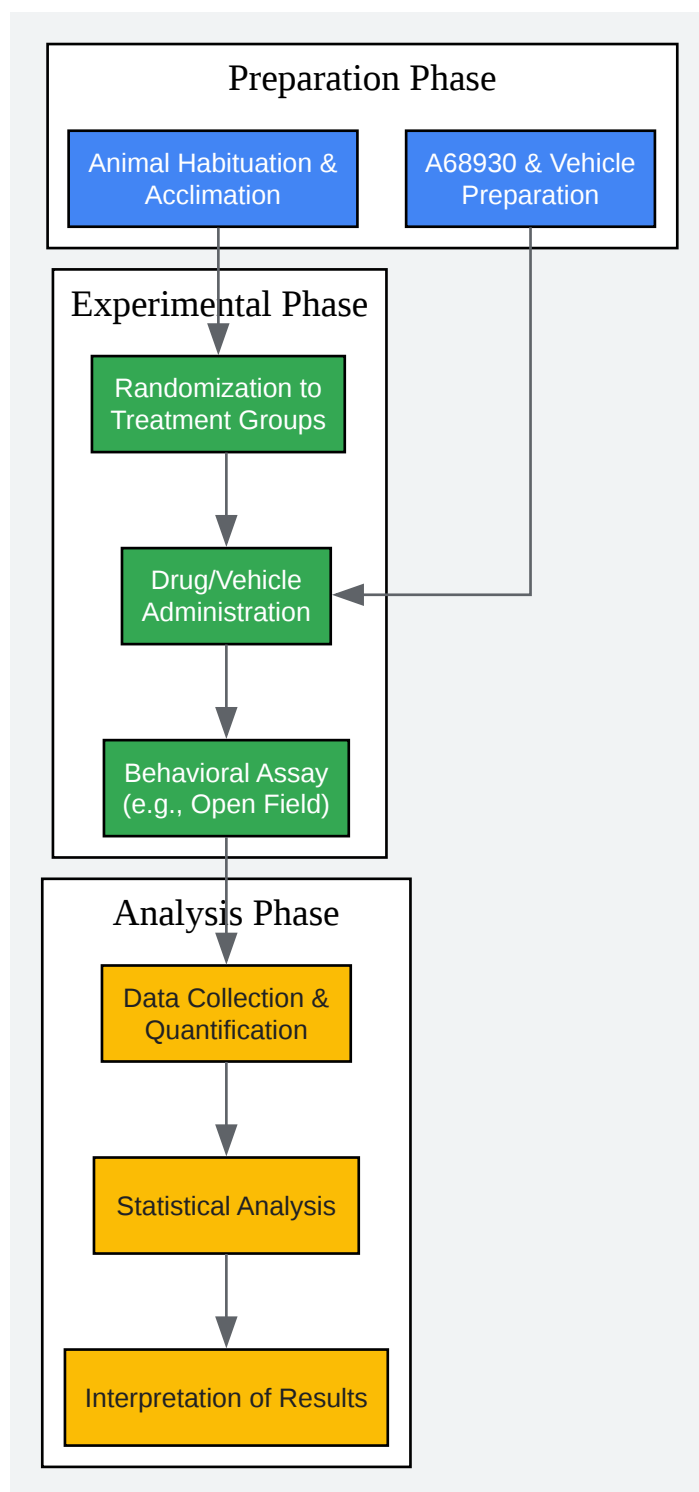 Preparation Phase
Animal Habituation &
Acclimation
A68930 & Vehicle
Preparation
Experimental Phase
Randomization to
Treatment Groups
Drug/Vehicle
Administration
Behavioral Assay
(e.g., Open Field)
Analysis Phase
Data Collection &
Quantification
Statistical Analysis
Interpretation of Results